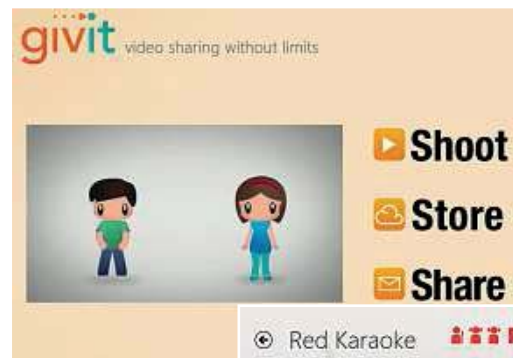 givit video sharing without limits
Shoot
Store
Share
Red Karaoke